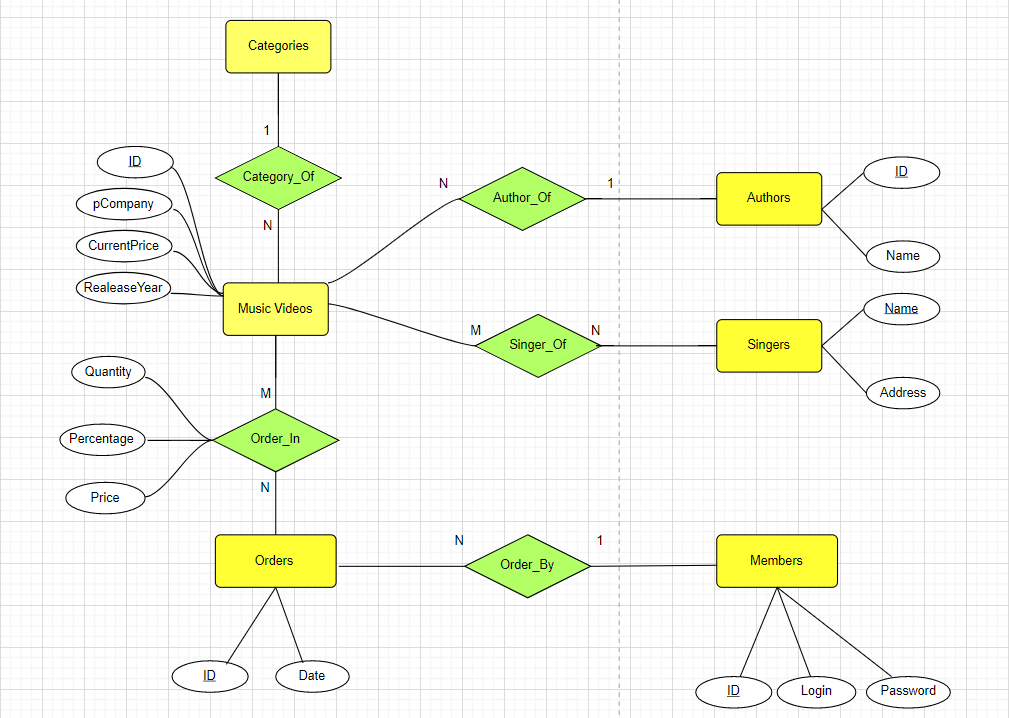 Categories
1
ID
Category_Of
pCompany
N
Author_Of
1
Authors
ID
N
CurrentPrice
Name
RealeaseYear
Music Videos
Name
M
Singer_Of
N
Singers
Quantity
M
Address
Percentage
Order_In
Price
N
Orders
N
Order_By
1
Members
ID
Date
ID
Login
Password